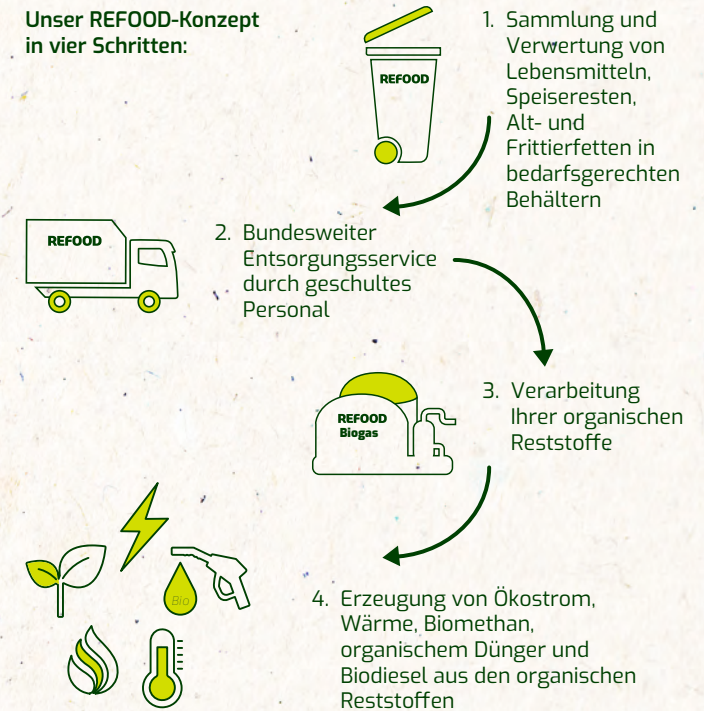 Unser REFOOD-Konzept
in vier Schritten:
REFOOD
1. Sammlung und
Verwertung von
Lebensmitteln,
Speiseresten,
Alt- und
Frittierfetten in
bedarfsgerechten
Behältern
REFOOD
2. Bundesweiter
Entsorgungsservice
durch geschultes
Personal
REFOOD
Biogas
3. Verarbeitung
Ihrer organischen
Reststoffe
Bio
4. Erzeugung von Ökostrom,
Wärme, Biomethan,
organischem Dünger und
Biodiesel aus den organischen
Reststoffen